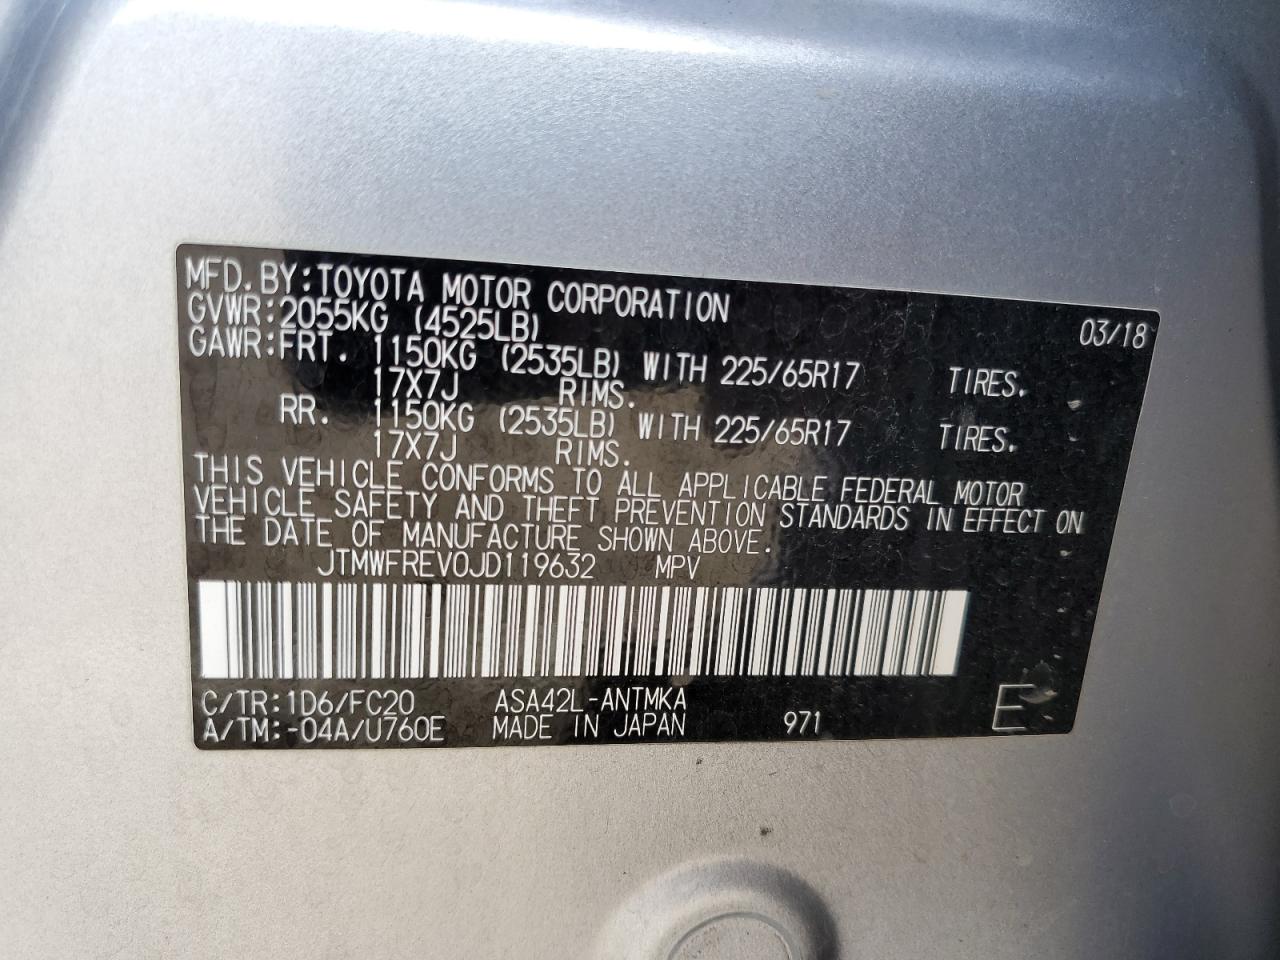 MFD.BY:TOYOTA MOTOR CORPORATION 03/18
GVWR:2055KG (4525LB)
GAWR:FRT. 1150KG (2535LB) WITH 225/65R17 TIRES.
17X7J RIMS.
RR. 1150KG (2535LB) WITH 225/65R17 TIRES.
17X7J RIMS.
THIS VEHICLE CONFORMS TO ALL APPLICABLE FEDERAL MOTOR
VEHICLE SAFETY AND THEFT PREVENTION STANDARDS IN EFFECT ON
THE DATE OF MANUFACTURE SHOWN ABOVE.
JTMWFREV0JD119632 MPV
C/TR:1D6/FC20 ASA42L-ANTMKA
A/TM:-04A/U760E MADE IN JAPAN 971 E